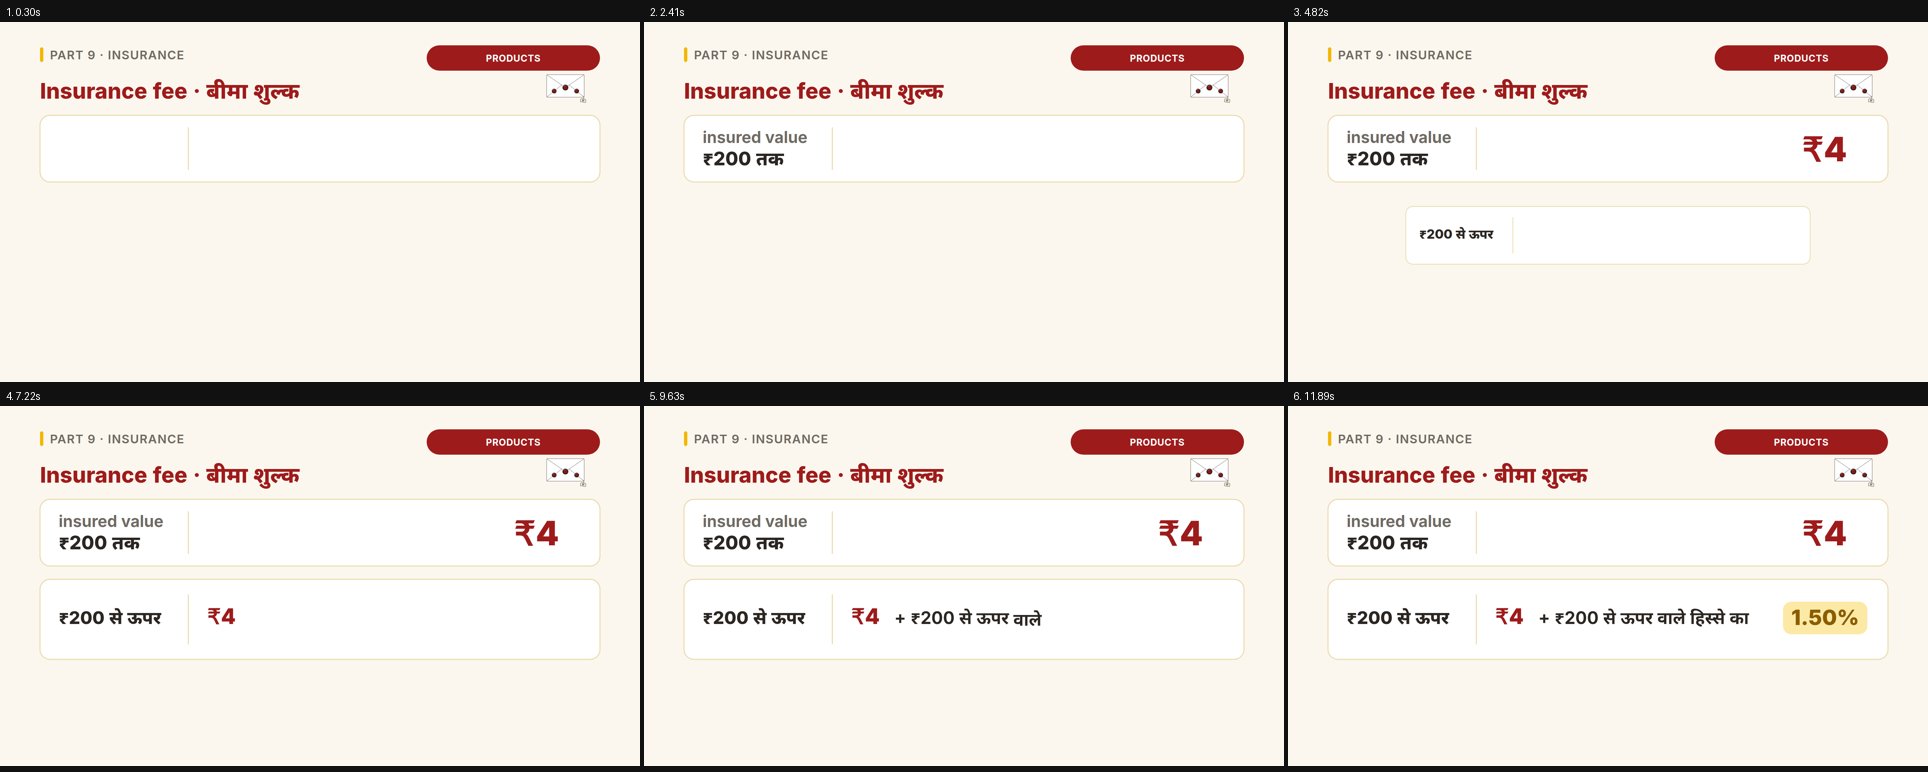 1. 0.30s
PART 9 · INSURANCE
PRODUCTS
Insurance fee · बीमा शुल्क
2. 2.41s
PART 9 · INSURANCE
PRODUCTS
Insurance fee · बीमा शुल्क
insured value
₹200 तक
3. 4.82s
PART 9 · INSURANCE
PRODUCTS
Insurance fee · बीमा शुल्क
insured value
₹200 तक
₹4
₹200 से ऊपर
4. 7.22s
PART 9 · INSURANCE
PRODUCTS
Insurance fee · बीमा शुल्क
insured value
₹200 तक
₹4
₹200 से ऊपर ₹4
5. 9.63s
PART 9 · INSURANCE
PRODUCTS
Insurance fee · बीमा शुल्क
insured value
₹200 तक
₹4
₹200 से ऊपर ₹4 + ₹200 से ऊपर वाले
6. 11.89s
PART 9 · INSURANCE
PRODUCTS
Insurance fee · बीमा शुल्क
insured value
₹200 तक
₹4
₹200 से ऊपर ₹4 + ₹200 से ऊपर वाले हिस्से का 1.50%